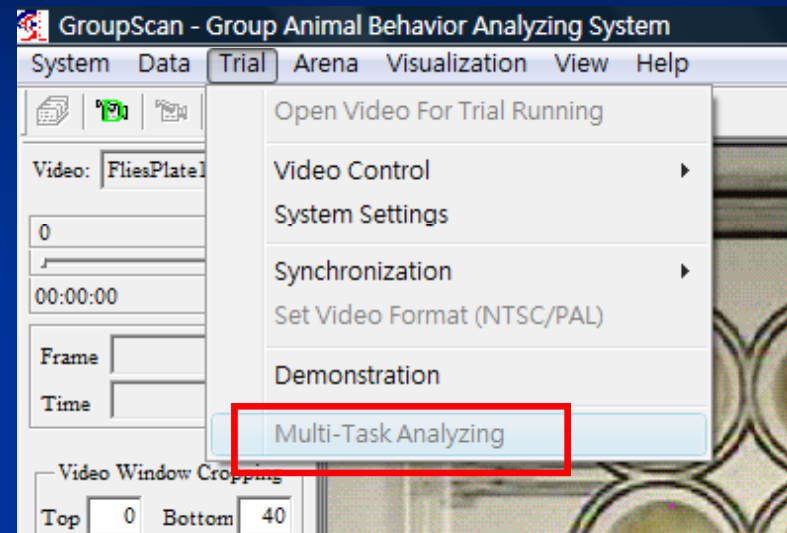 GroupScan - Group Animal Behavior Analyzing System
System Data Trial Arena Visualization View Help
Open Video For Trial Running
Video: FliesPlate1
Video Control
System Settings
0
Synchronization
00:00:00
Set Video Format (NTSC/PAL)
Frame
Demonstration
Time
Multi-Task Analyzing
Video Window Cropping
Top 0 Bottom 40